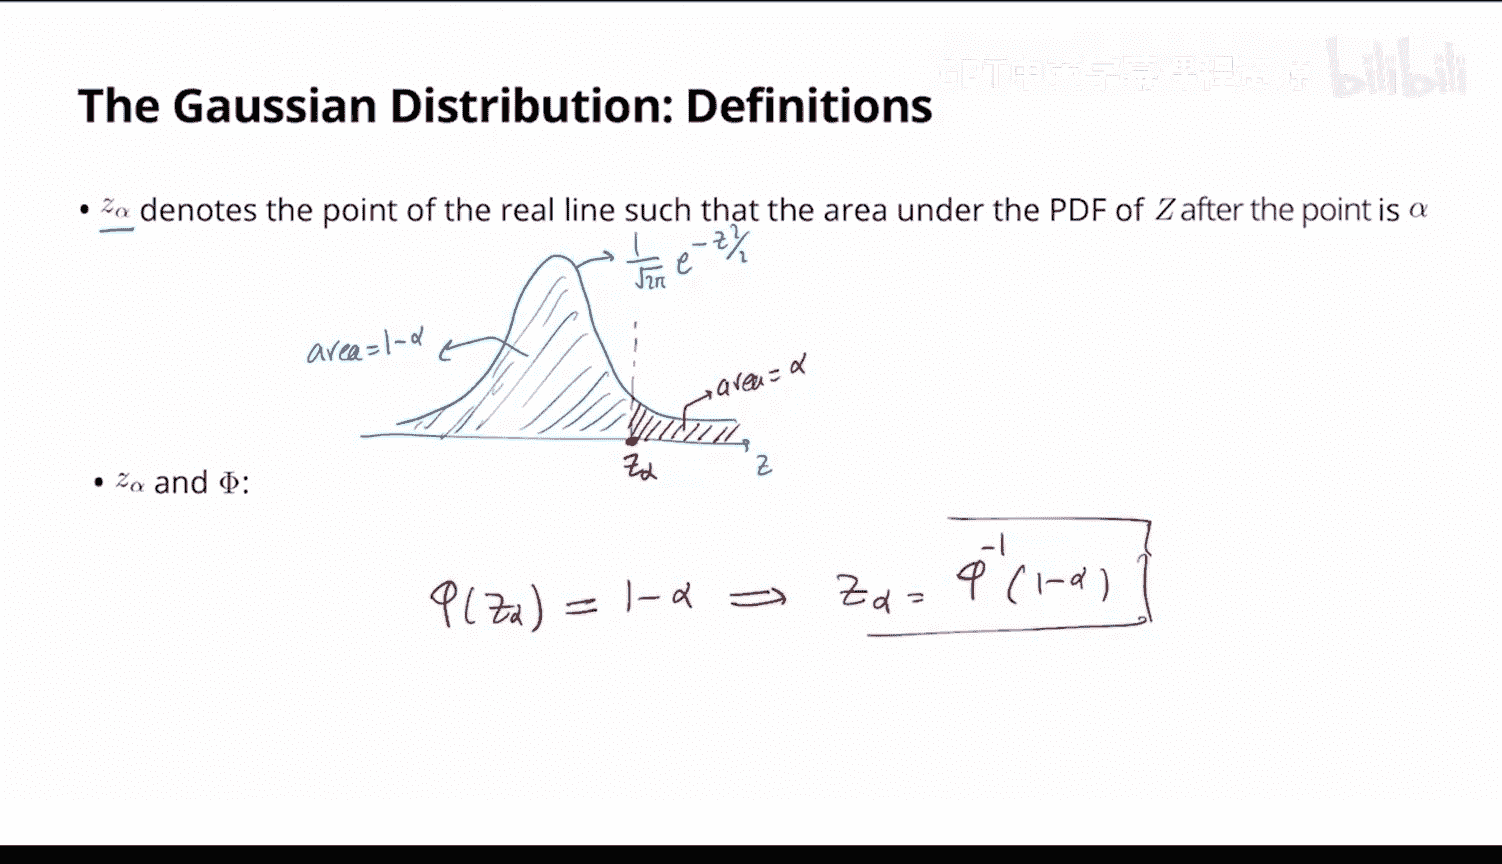 The Gaussian Distribution: Definitions
bilibili
• zα denotes the point of the real line such that the area under the PDF of Z after the point is α
1/√2π e^-z²/2
area=1-α
area=α
zα
z
• zα and Φ:
φ(zα) = 1-α ⟹ zα = φ^-1(1-α)